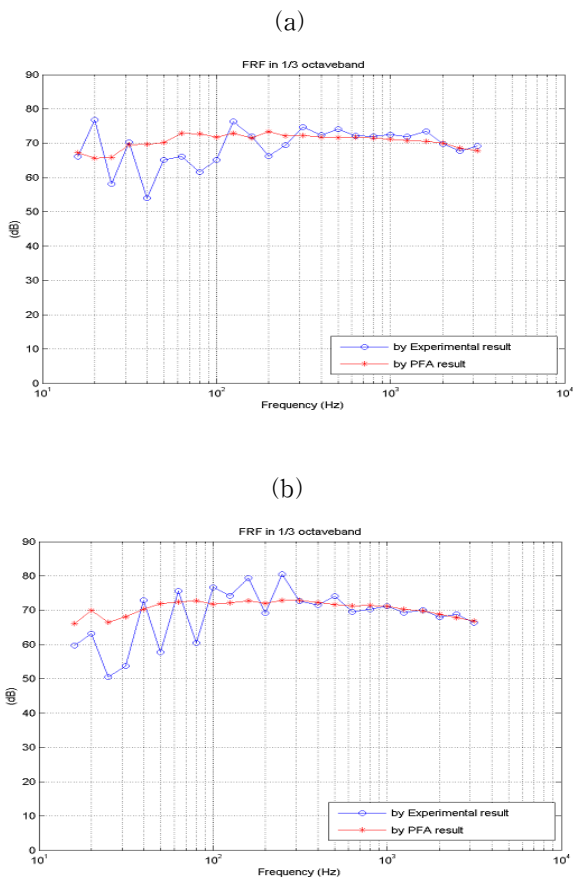 (a)
FRF in 1/3 octaveband
90
80
70
60
50
40
30
20
10
0
(dB)
by Experimental result
by PFA result
10^1
10^2
10^3
10^4
Frequency (Hz)
(b)
FRF in 1/3 octaveband
90
80
70
60
50
40
30
20
10
0
(dB)
by Experimental result
by PFA result
10^1
10^2
10^3
10^4
Frequency (Hz)